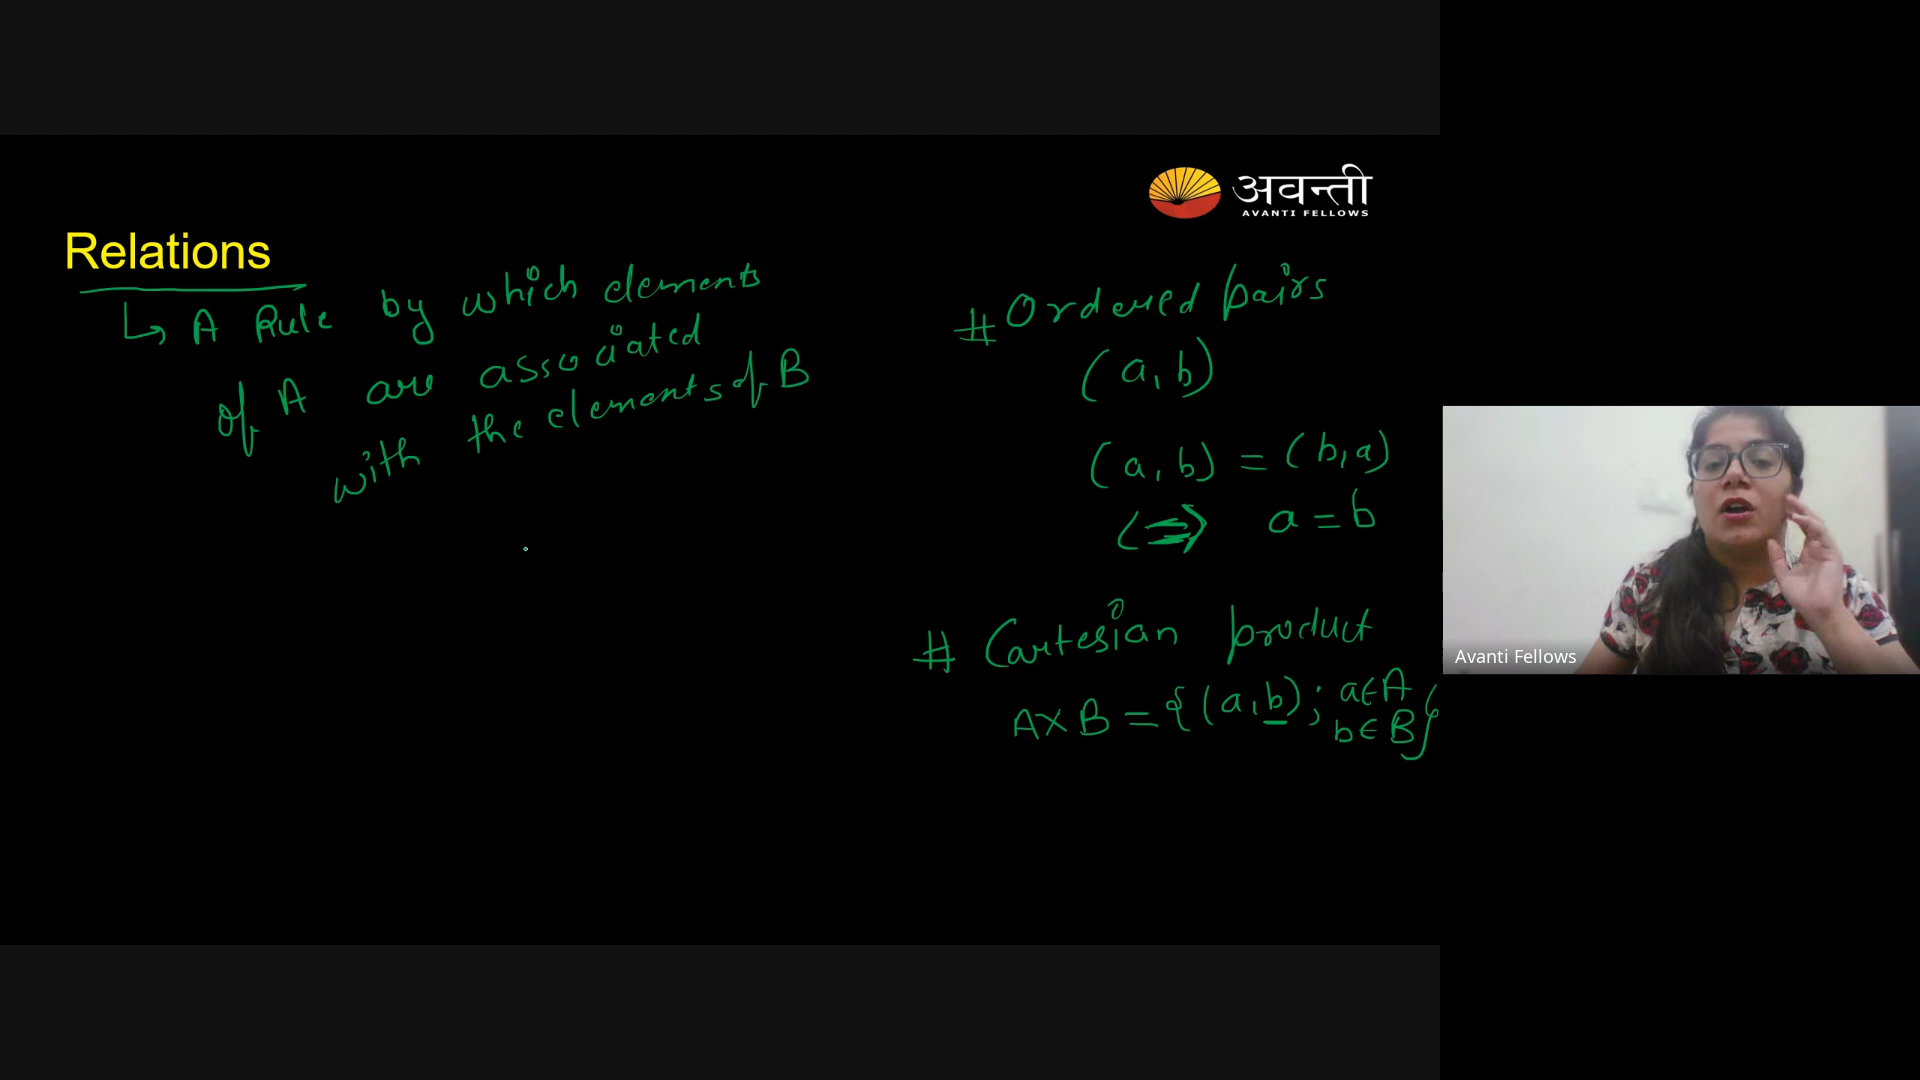 अवन्ती
AVANTI FELLOWS
Relations
↳ A Rule by which elements
of A are associated
with the elements of B
# Ordered pairs
(a, b)
(a, b) = (b, a)
⇔ a = b
# Cartesian product
A×B = {(a, b); a∈A
b∈B}
Avanti Fellows